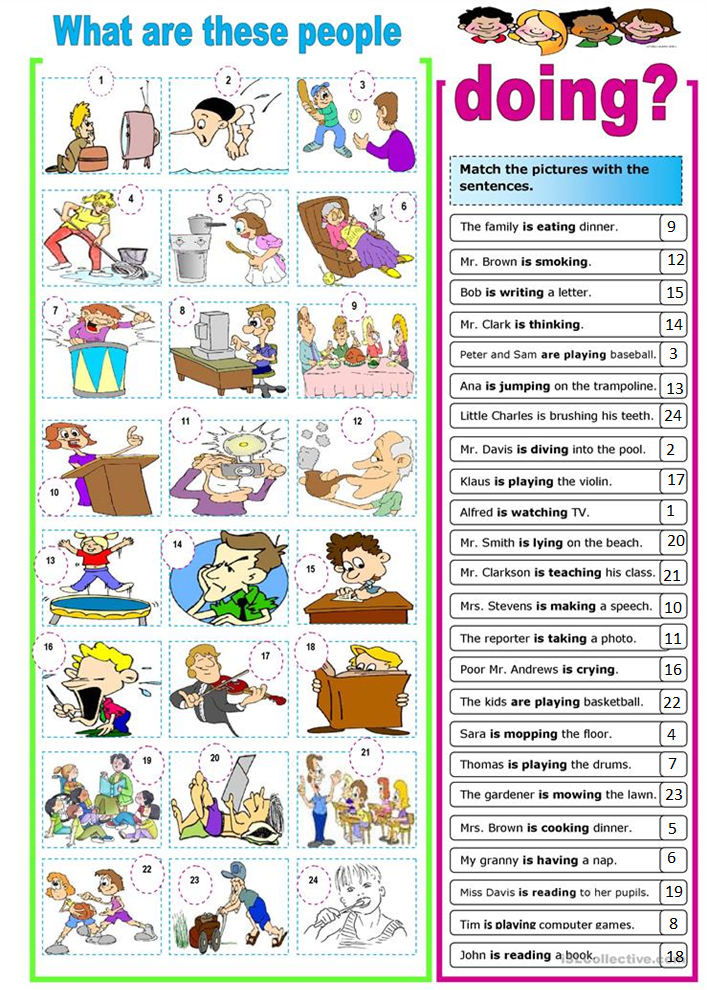 What are these people
doing?
1
2
3
4
5
6
7
8
9
10
11
12
13
14
15
16
17
18
19
20
21
22
23
24
Match the pictures with the
sentences.
The family is eating dinner. 9
Mr. Brown is smoking. 12
Bob is writing a letter. 15
Mr. Clark is thinking. 14
Peter and Sam are playing baseball. 3
Ana is jumping on the trampoline. 13
Little Charles is brushing his teeth. 24
Mr. Davis is diving into the pool. 2
Klaus is playing the violin. 17
Alfred is watching TV. 1
Mr. Smith is lying on the beach. 20
Mr. Clarkson is teaching his class. 21
Mrs. Stevens is making a speech. 10
The reporter is taking a photo. 11
Poor Mr. Andrews is crying. 16
The kids are playing basketball. 22
Sara is mopping the floor. 4
Thomas is playing the drums. 7
The gardener is mowing the lawn. 23
Mrs. Brown is cooking dinner. 5
My granny is having a nap. 6
Miss Davis is reading to her pupils. 19
Tim is playing computer games. 8
John is reading a book. 18
iSLCollective.com